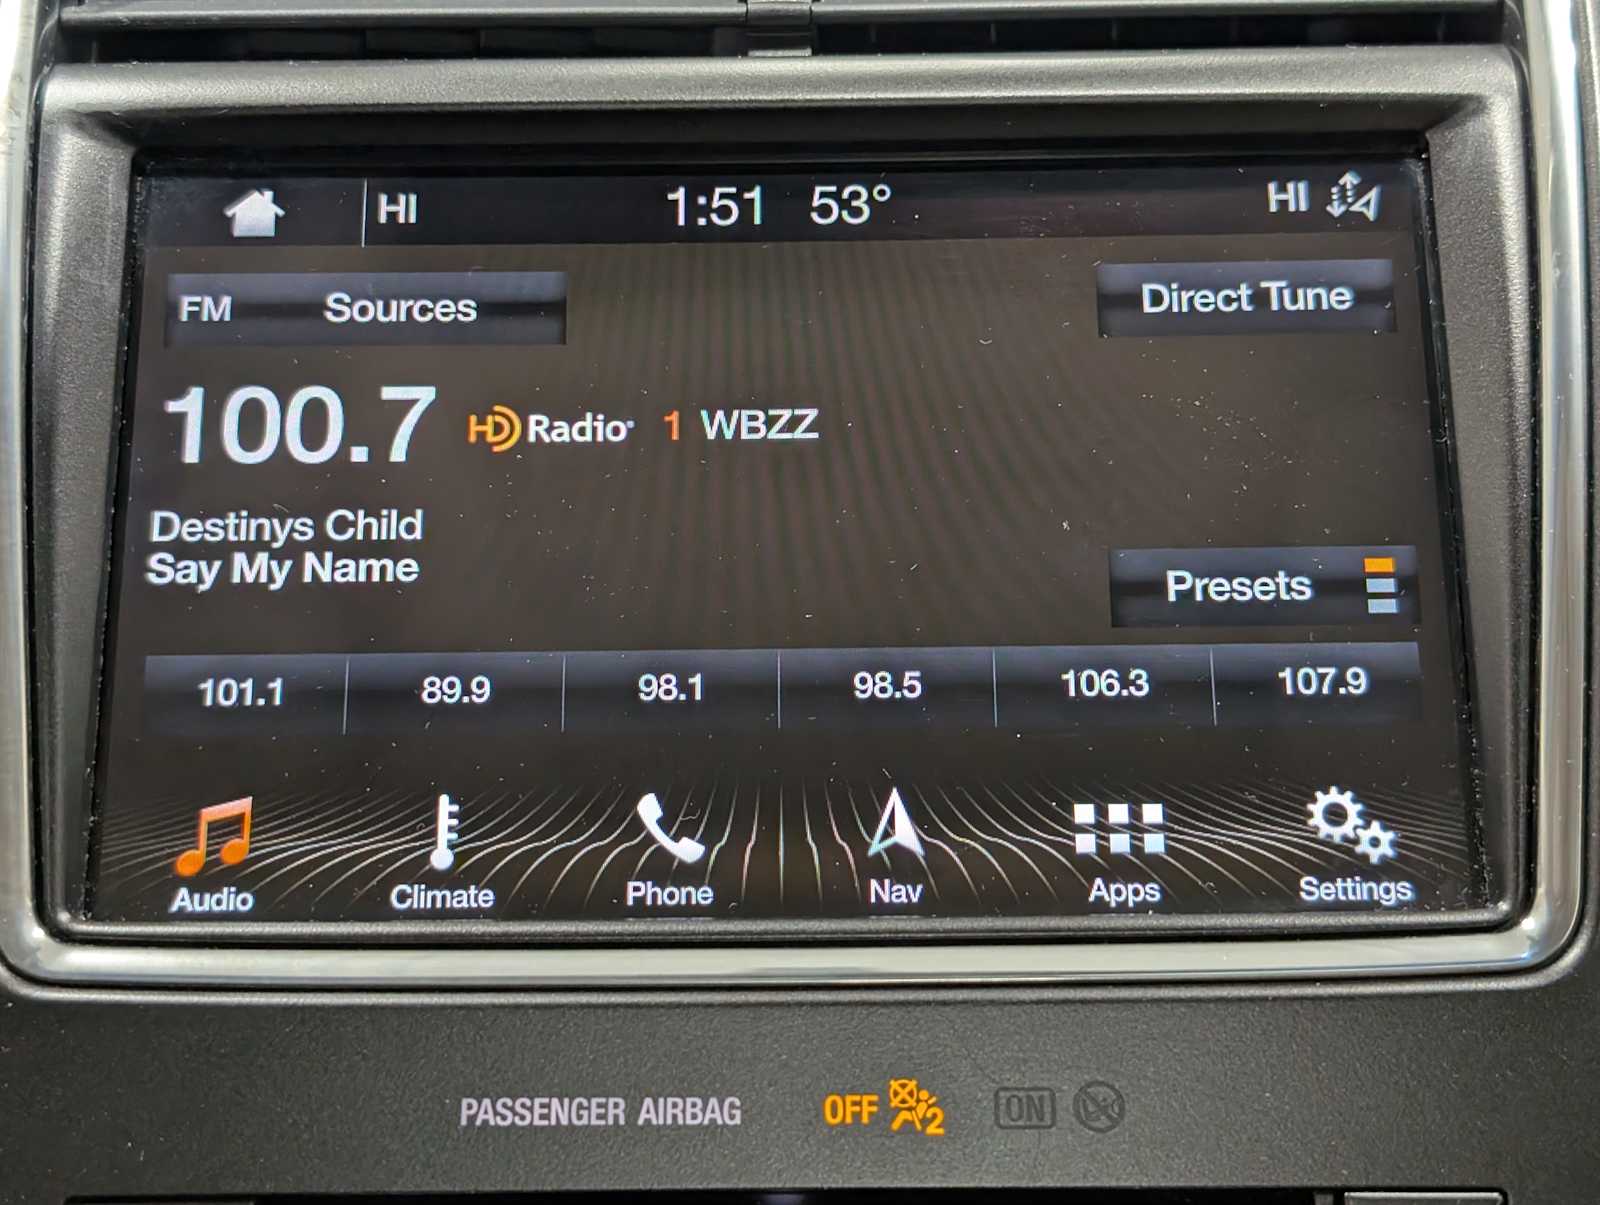 HI 1:51 53° HI
FM Sources Direct Tune
100.7 HD Radio 1 WBZZ
Destinys Child
Say My Name
Presets
101.1 89.9 98.1 98.5 106.3 107.9
Audio Climate Phone Nav Apps Settings
PASSENGER AIRBAG OFF 2 ON